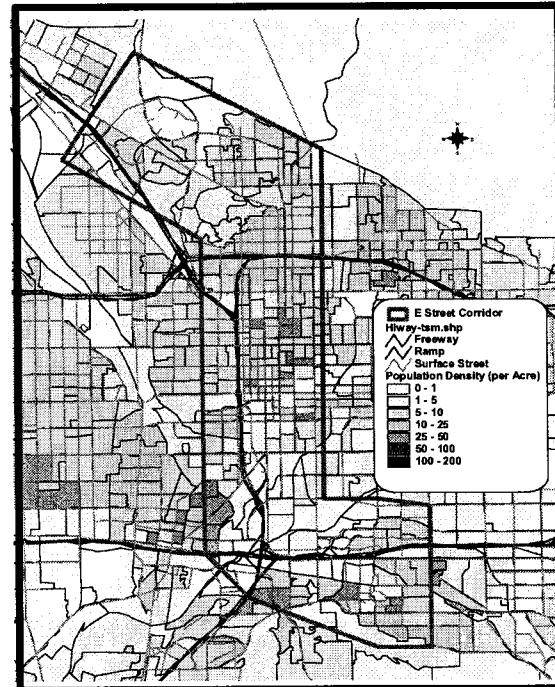 E Street Corridor
Hiway-tsm.shp
Freeway
Ramp
Surface Street
Population Density (per Acre)
0 - 1
1 - 5
5 - 10
10 - 25
25 - 50
50 - 100
100 - 200